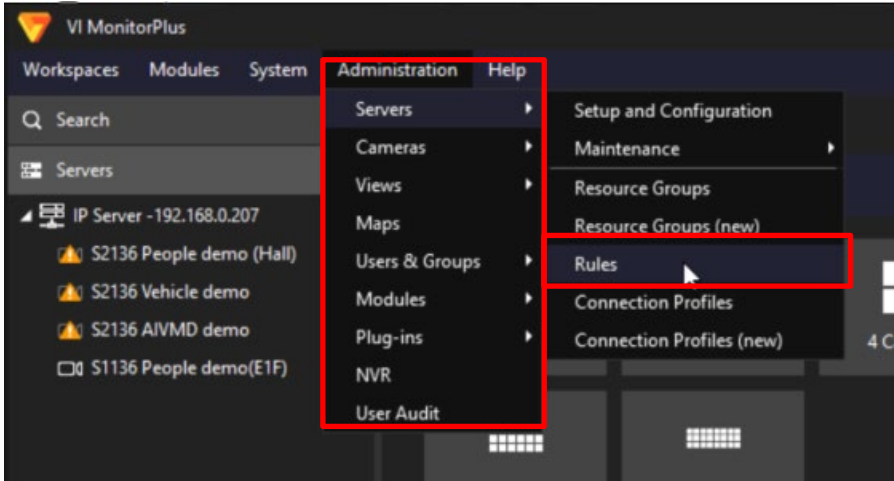 VI MonitorPlus
Workspaces Modules System Administration Help
Search
Servers
IP Server -192.168.0.207
S2136 People demo (Hall)
S2136 Vehicle demo
S2136 AIVMD demo
S1136 People demo(E1F)
Servers
Cameras
Views
Maps
Users & Groups
Modules
Plug-ins
NVR
User Audit
Setup and Configuration
Maintenance
Resource Groups
Resource Groups (new)
Rules
Connection Profiles
Connection Profiles (new)
4 C